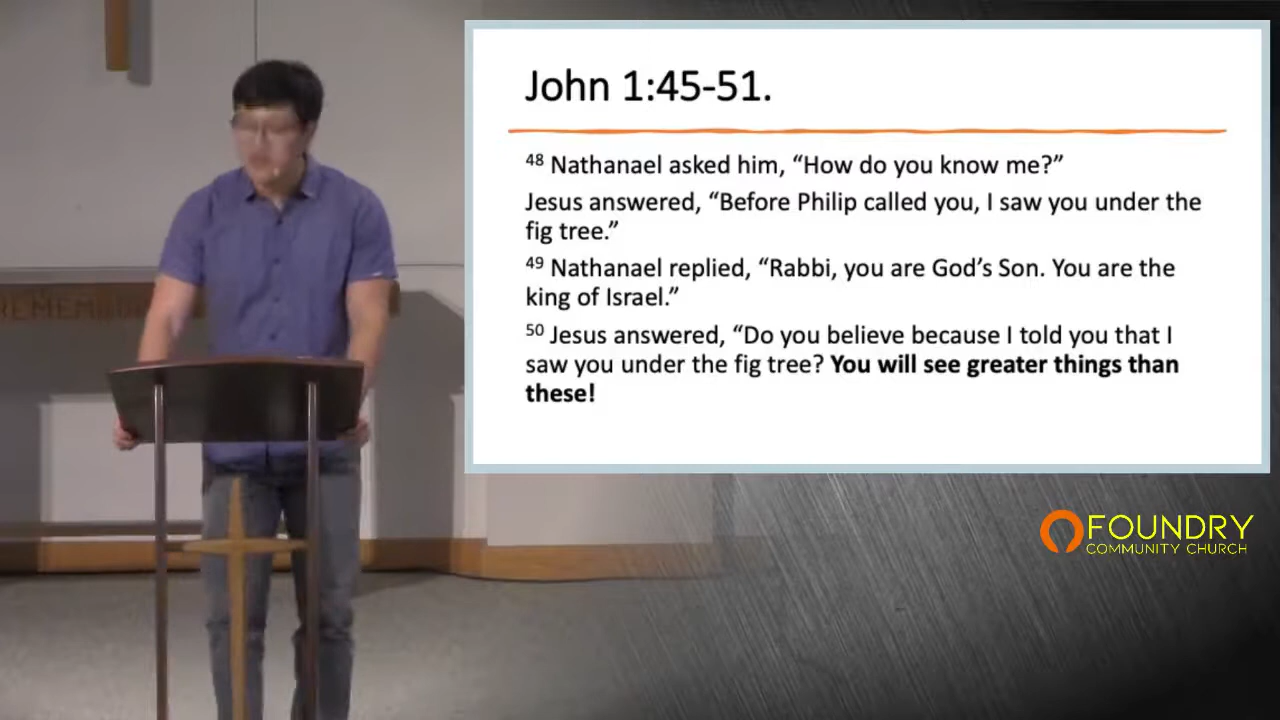 John 1:45-51.
48 Nathanael asked him, “How do you know me?”
Jesus answered, “Before Philip called you, I saw you under the
fig tree.”
49 Nathanael replied, “Rabbi, you are God’s Son. You are the
king of Israel.”
50 Jesus answered, “Do you believe because I told you that I
saw you under the fig tree? You will see greater things than
these!
REMEM
FOUNDRY
COMMUNITY CHURCH